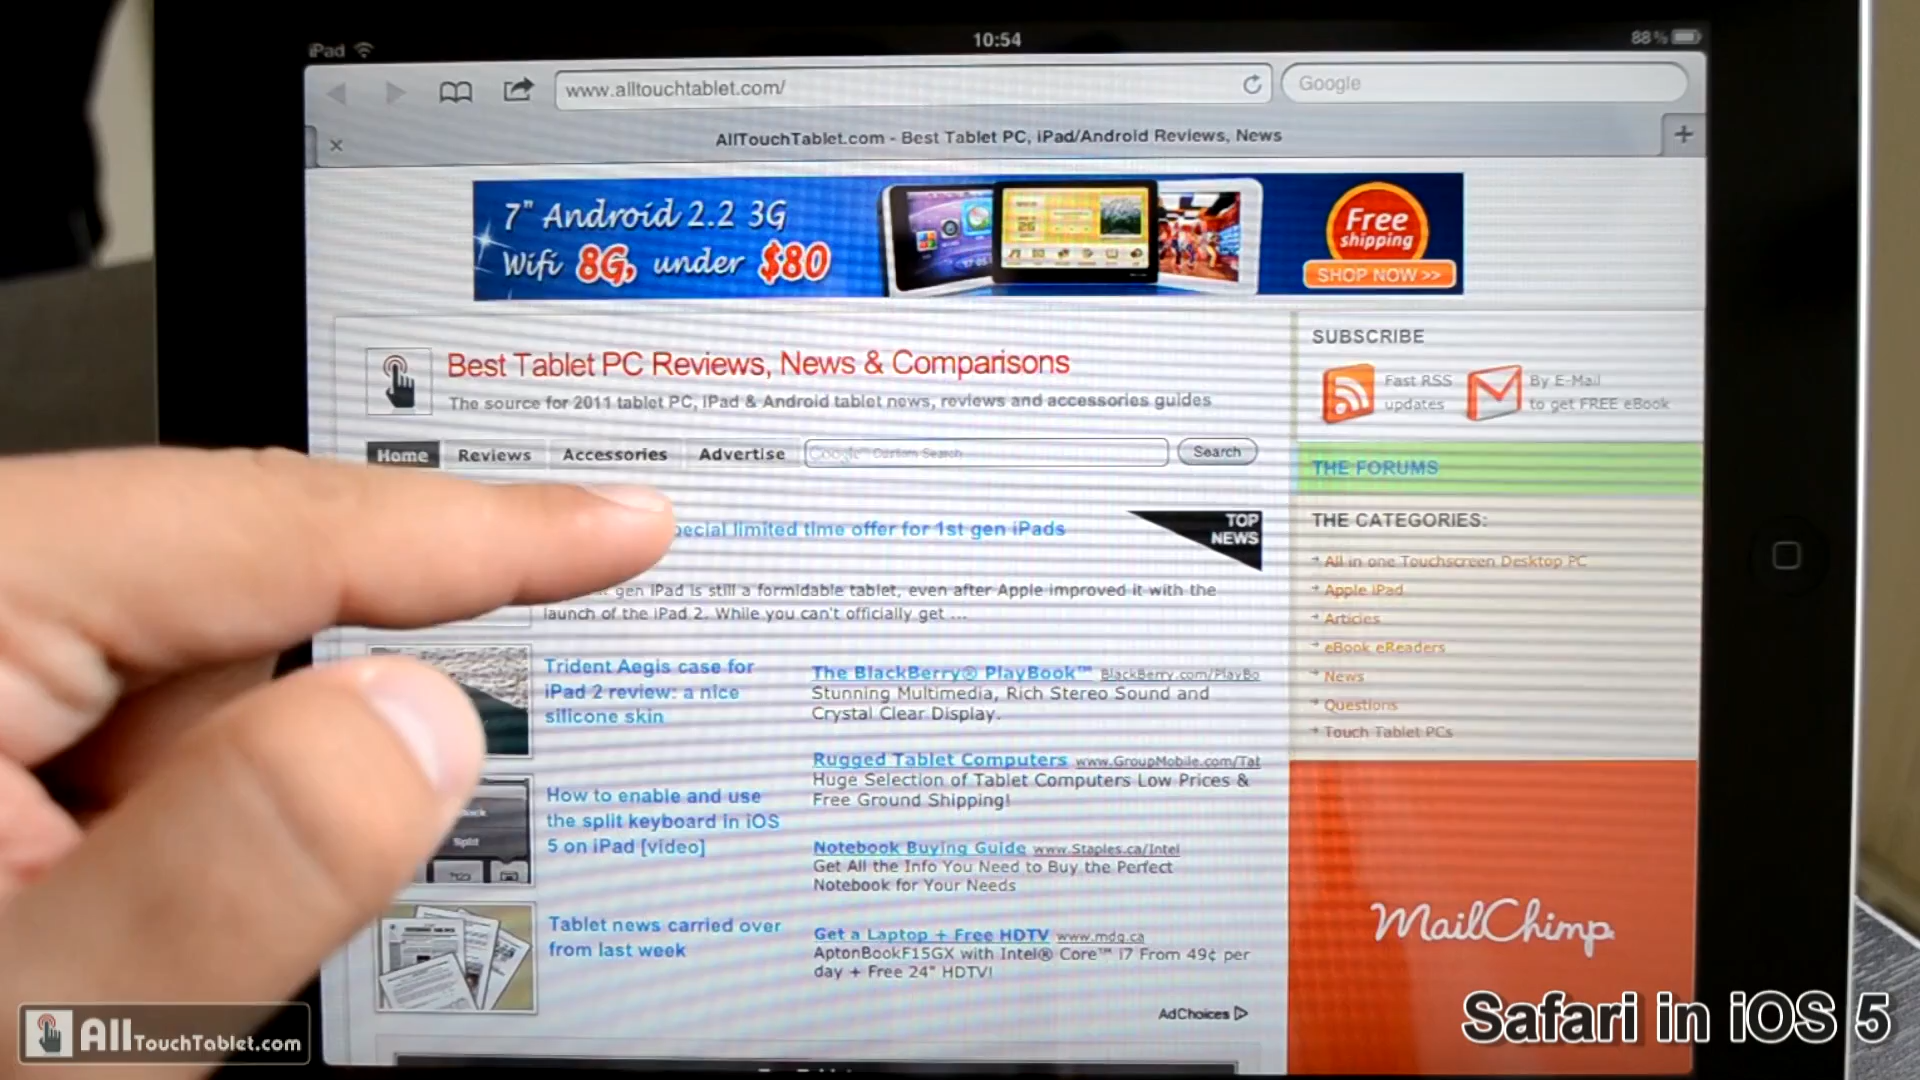 iPad
10:54
88%
www.alltouchtablet.com/
Google
AllTouchTablet.com - Best Tablet PC, iPad/Android Reviews, News
7" Android 2.2 3G
Wifi 8G, under $80
Free
shipping
SHOP NOW >>
Best Tablet PC Reviews, News & Comparisons
The source for 2011 tablet PC, iPad & Android tablet news, reviews and accessories guides
Home
Reviews
Accessories
Advertise
Google™ Custom Search
Search
SUBSCRIBE
Fast RSS
updates
By E-Mail
to get FREE eBook
THE FORUMS
THE CATEGORIES:
All in one Touchscreen Desktop PC
Apple iPad
Articles
eBook eReaders
News
Questions
Touch Tablet PCs
pecial limited time offer for 1st gen iPads
TOP
NEWS
gen iPad is still a formidable tablet, even after Apple improved it with the
launch of the iPad 2. While you can't officially get ...
Trident Aegis case for
iPad 2 review: a nice
silicone skin
How to enable and use
the split keyboard in iOS
5 on iPad [video]
Split
Tablet news carried over
from last week
The BlackBerry® PlayBook™ BlackBerry.com/PlayBo
Stunning Multimedia, Rich Stereo Sound and
Crystal Clear Display.
Rugged Tablet Computers www.GroupMobile.com/Tab
Huge Selection of Tablet Computers Low Prices &
Free Ground Shipping!
Notebook Buying Guide www.Staples.ca/Intel
Get All the Info You Need to Buy the Perfect
Notebook for Your Needs
Get a Laptop + Free HDTV www.mdg.ca
AptonBookF15GX with Intel® Core™ i7 From 49¢ per
day + Free 24" HDTV!
AdChoices
MailChimp
AllTouchTablet.com
Safari in iOS 5